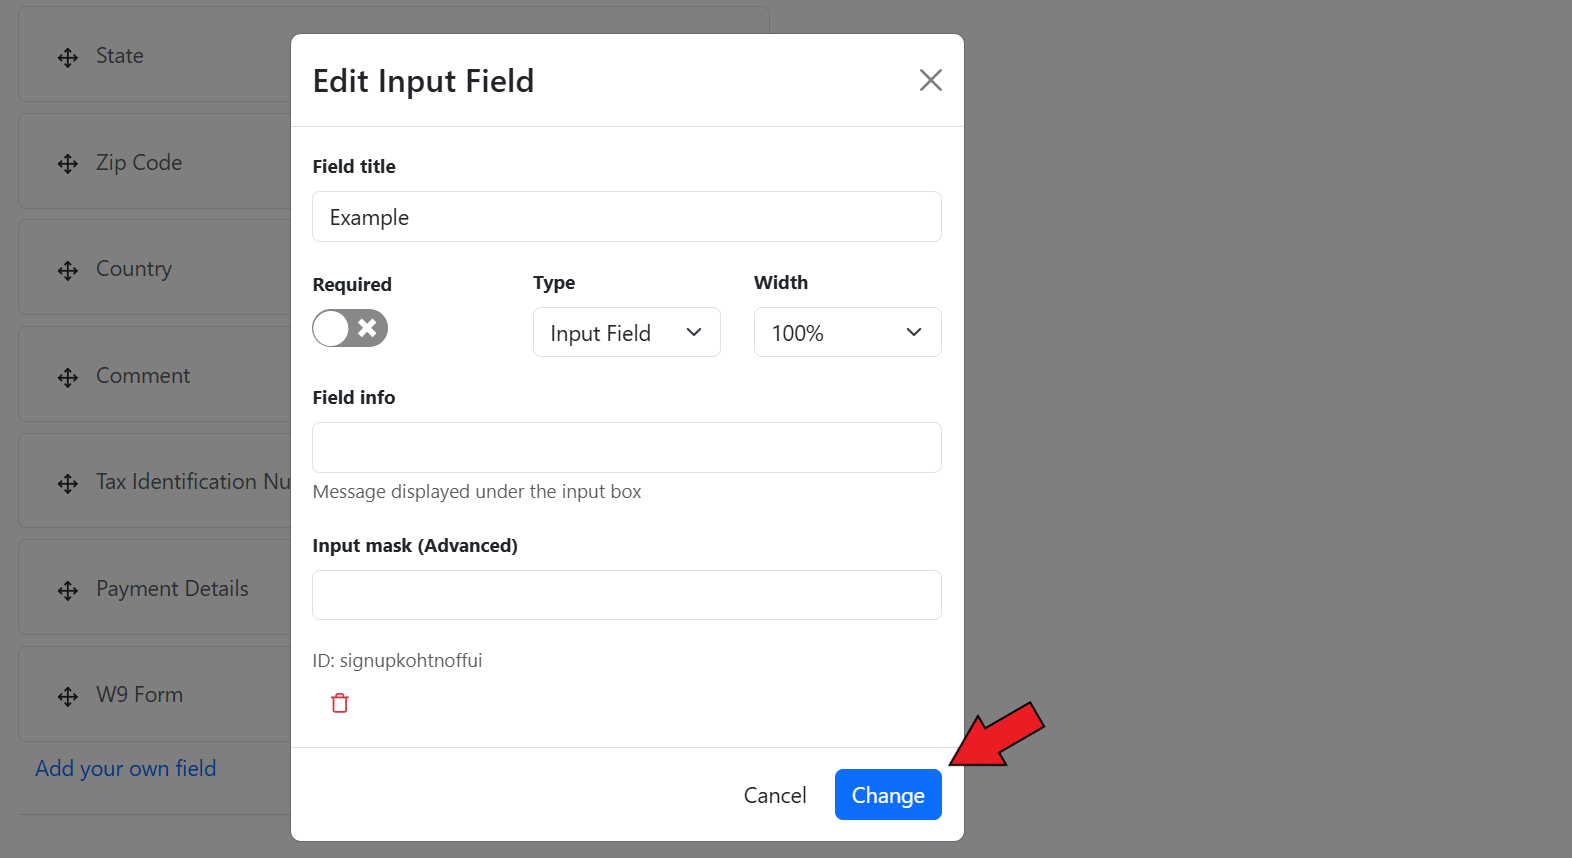 State
Zip Code
Country
Comment
Tax Identification Nu
Payment Details
W9 Form
Add your own field
Edit Input Field
Field title
Example
Required
Type
Width
Input Field
100%
Field info
Message displayed under the input box
Input mask (Advanced)
ID: signupkohtnoffui
Cancel
Change